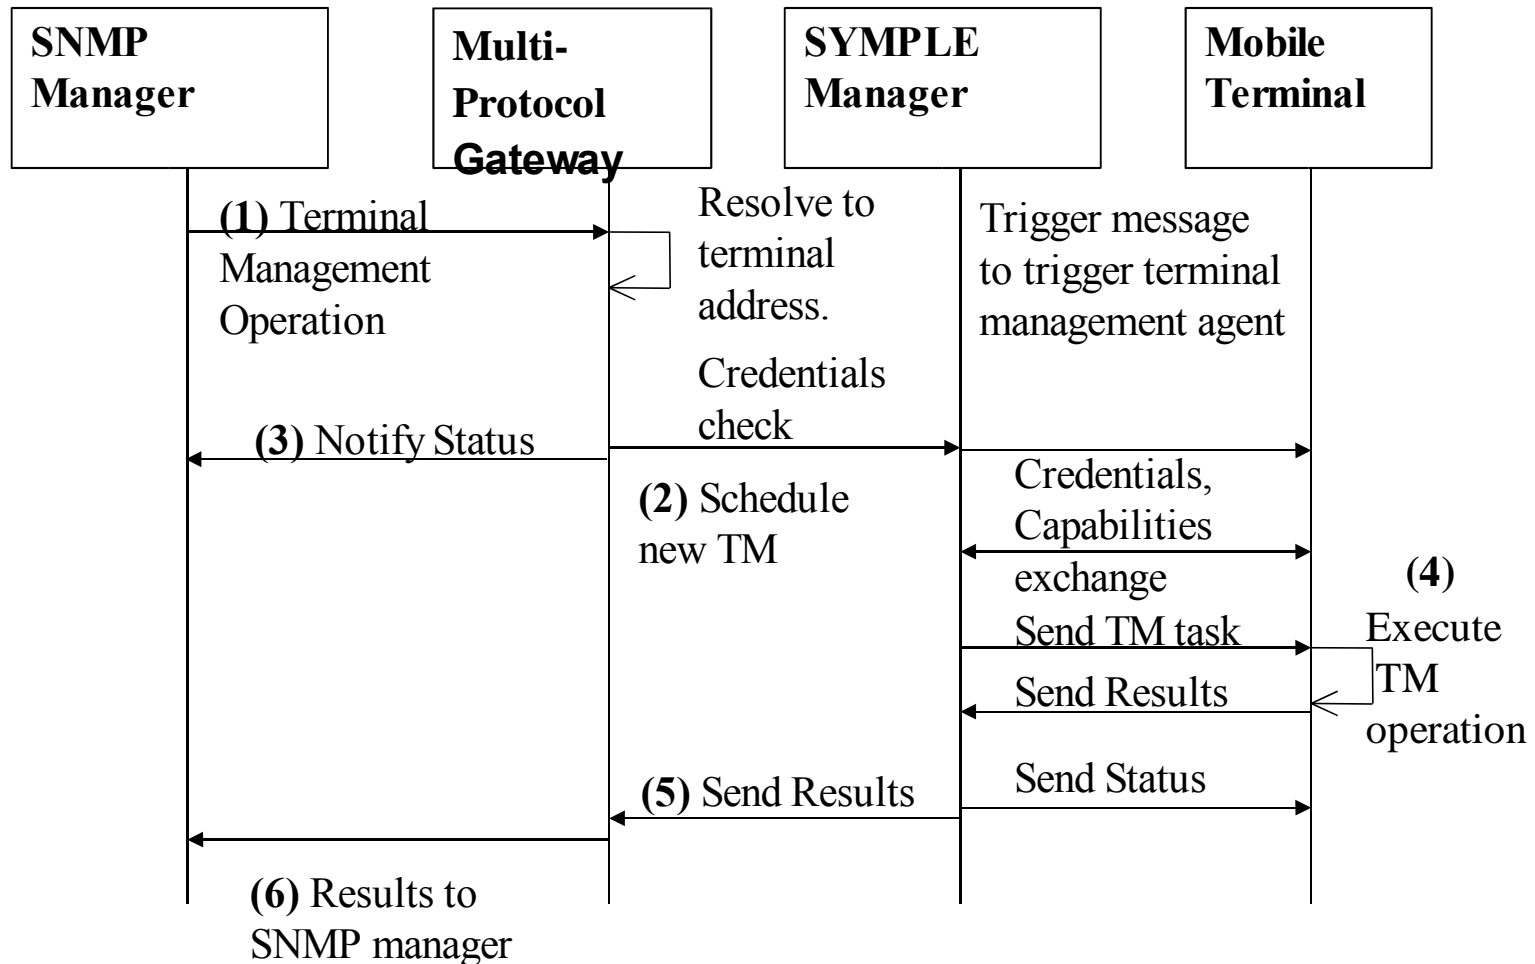 SNMP
Manager
Multi-
Protocol
Gateway
SYMPLE
Manager
Mobile
Terminal
(1) Terminal
Management
Operation
Resolve to
terminal
address.
Trigger message
to trigger terminal
management agent
Credentials
check
(3) Notify Status
(2) Schedule
new TM
Credentials,
Capabilities
exchange
Send TM task
(4)
Execute
TM
operation
Send Results
Send Status
(5) Send Results
(6) Results to
SNMP manager